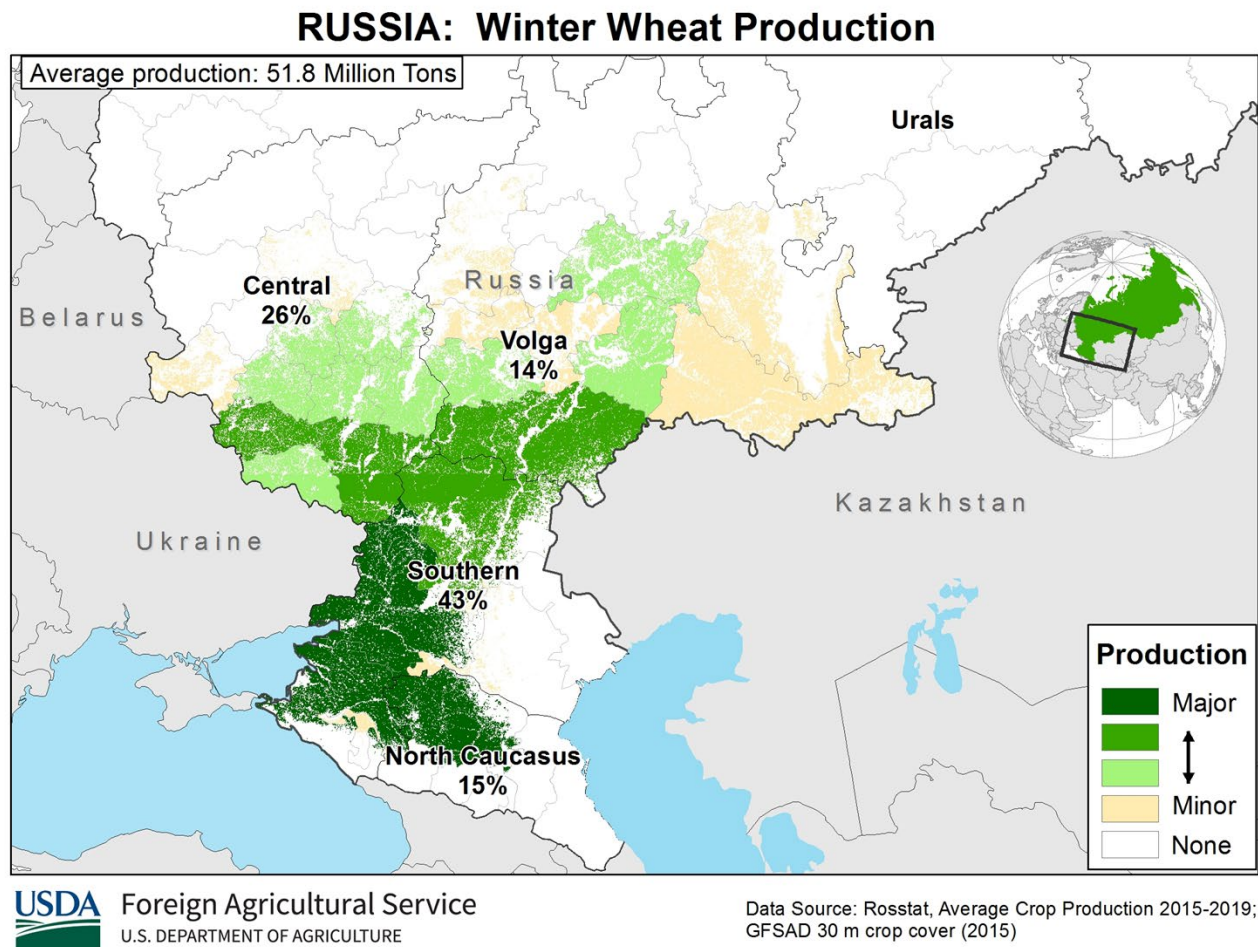 RUSSIA: Winter Wheat Production
Average production: 51.8 Million Tons
Urals
Central
26%
Russia
Belarus
Volga
14%
Kazakhstan
Ukraine
Southern
43%
North Caucasus
15%
Production
Major
Minor
None
USDA
Foreign Agricultural Service
U.S. DEPARTMENT OF AGRICULTURE
Data Source: Rosstat, Average Crop Production 2015-2019;
GFSAD 30 m crop cover (2015)